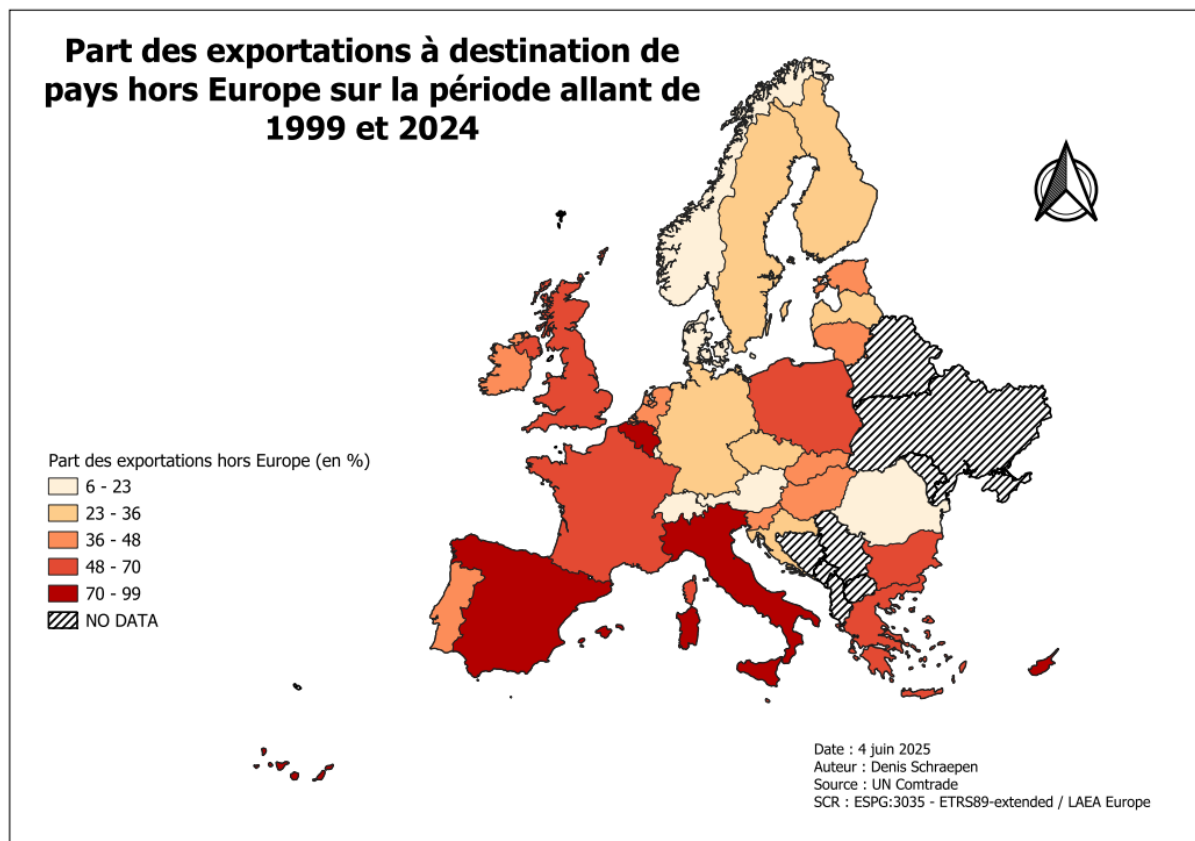 Part des exportations à destination de
pays hors Europe sur la période allant de
1999 et 2024
Part des exportations hors Europe (en %)
6 - 23
23 - 36
36 - 48
48 - 70
70 - 99
NO DATA
Date : 4 juin 2025
Auteur : Denis Schraepen
Source : UN Comtrade
SCR : ESPG:3035 - ETRS89-extended / LAEA Europe